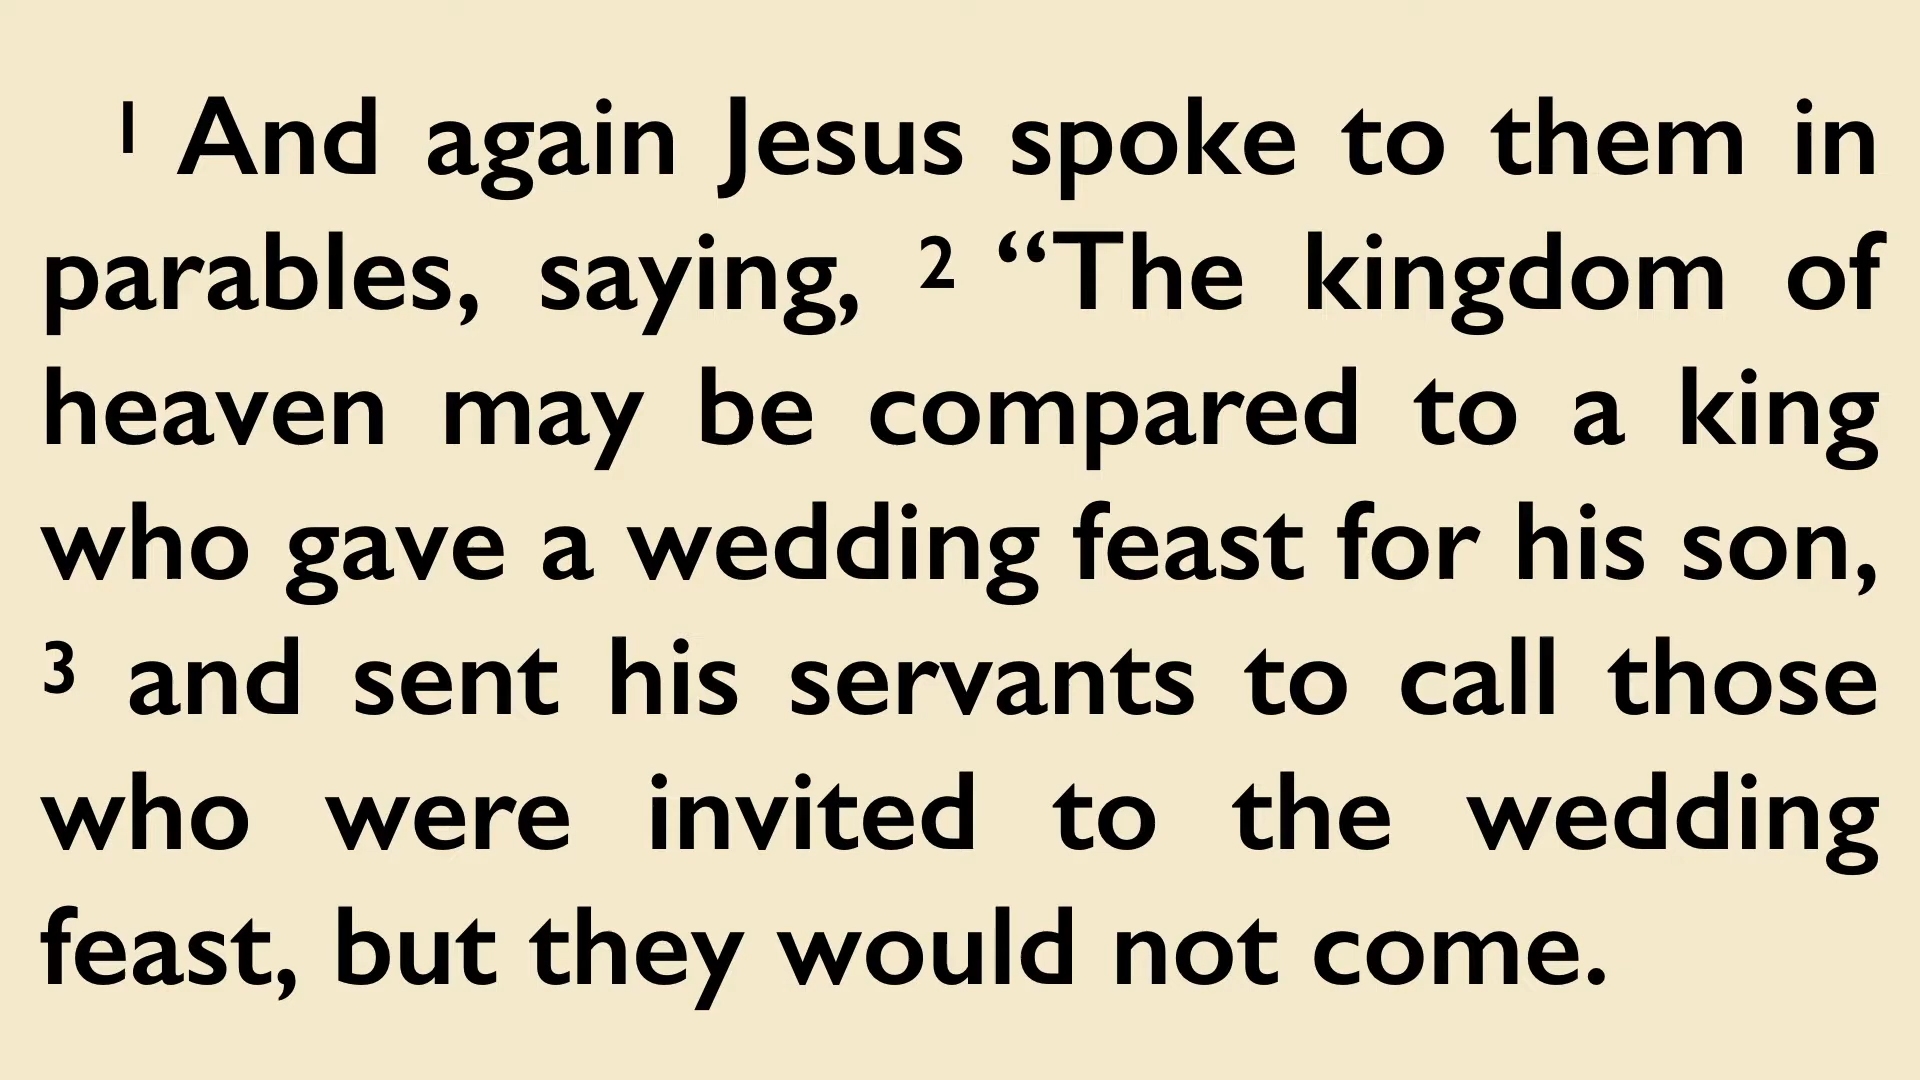 ¹ And again Jesus spoke to them in
parables, saying, ² “The kingdom of
heaven may be compared to a king
who gave a wedding feast for his son,
³ and sent his servants to call those
who were invited to the wedding
feast, but they would not come.